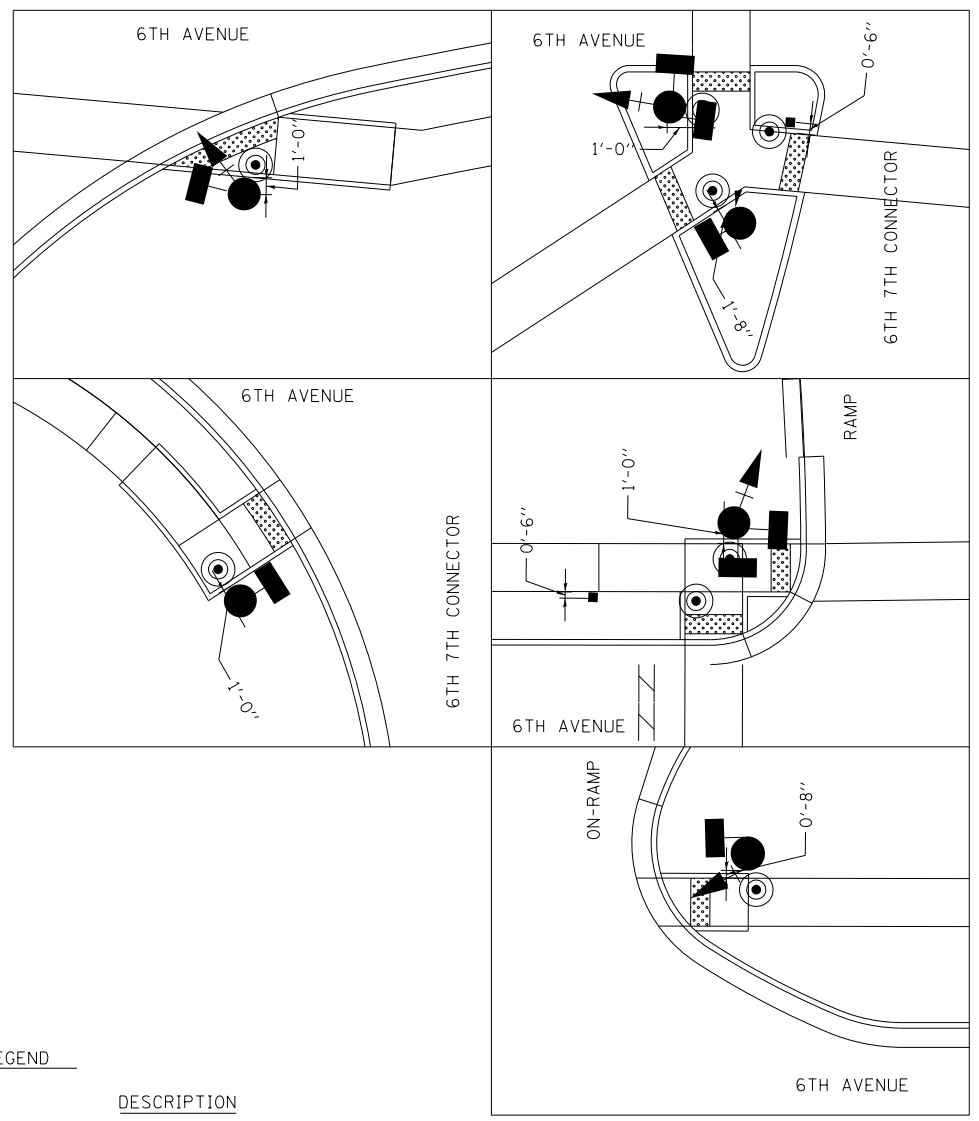 6TH AVENUE
1'-0"
6TH AVENUE
0'-6"
1'-0"
1'-8"
6TH 7TH CONNECTOR
6TH AVENUE
1'-0"
6TH 7TH CONNECTOR
RAMP
1'-0"
0'-6"
6TH AVENUE
ON-RAMP
0'-8"
6TH AVENUE
EGEND
DESCRIPTION